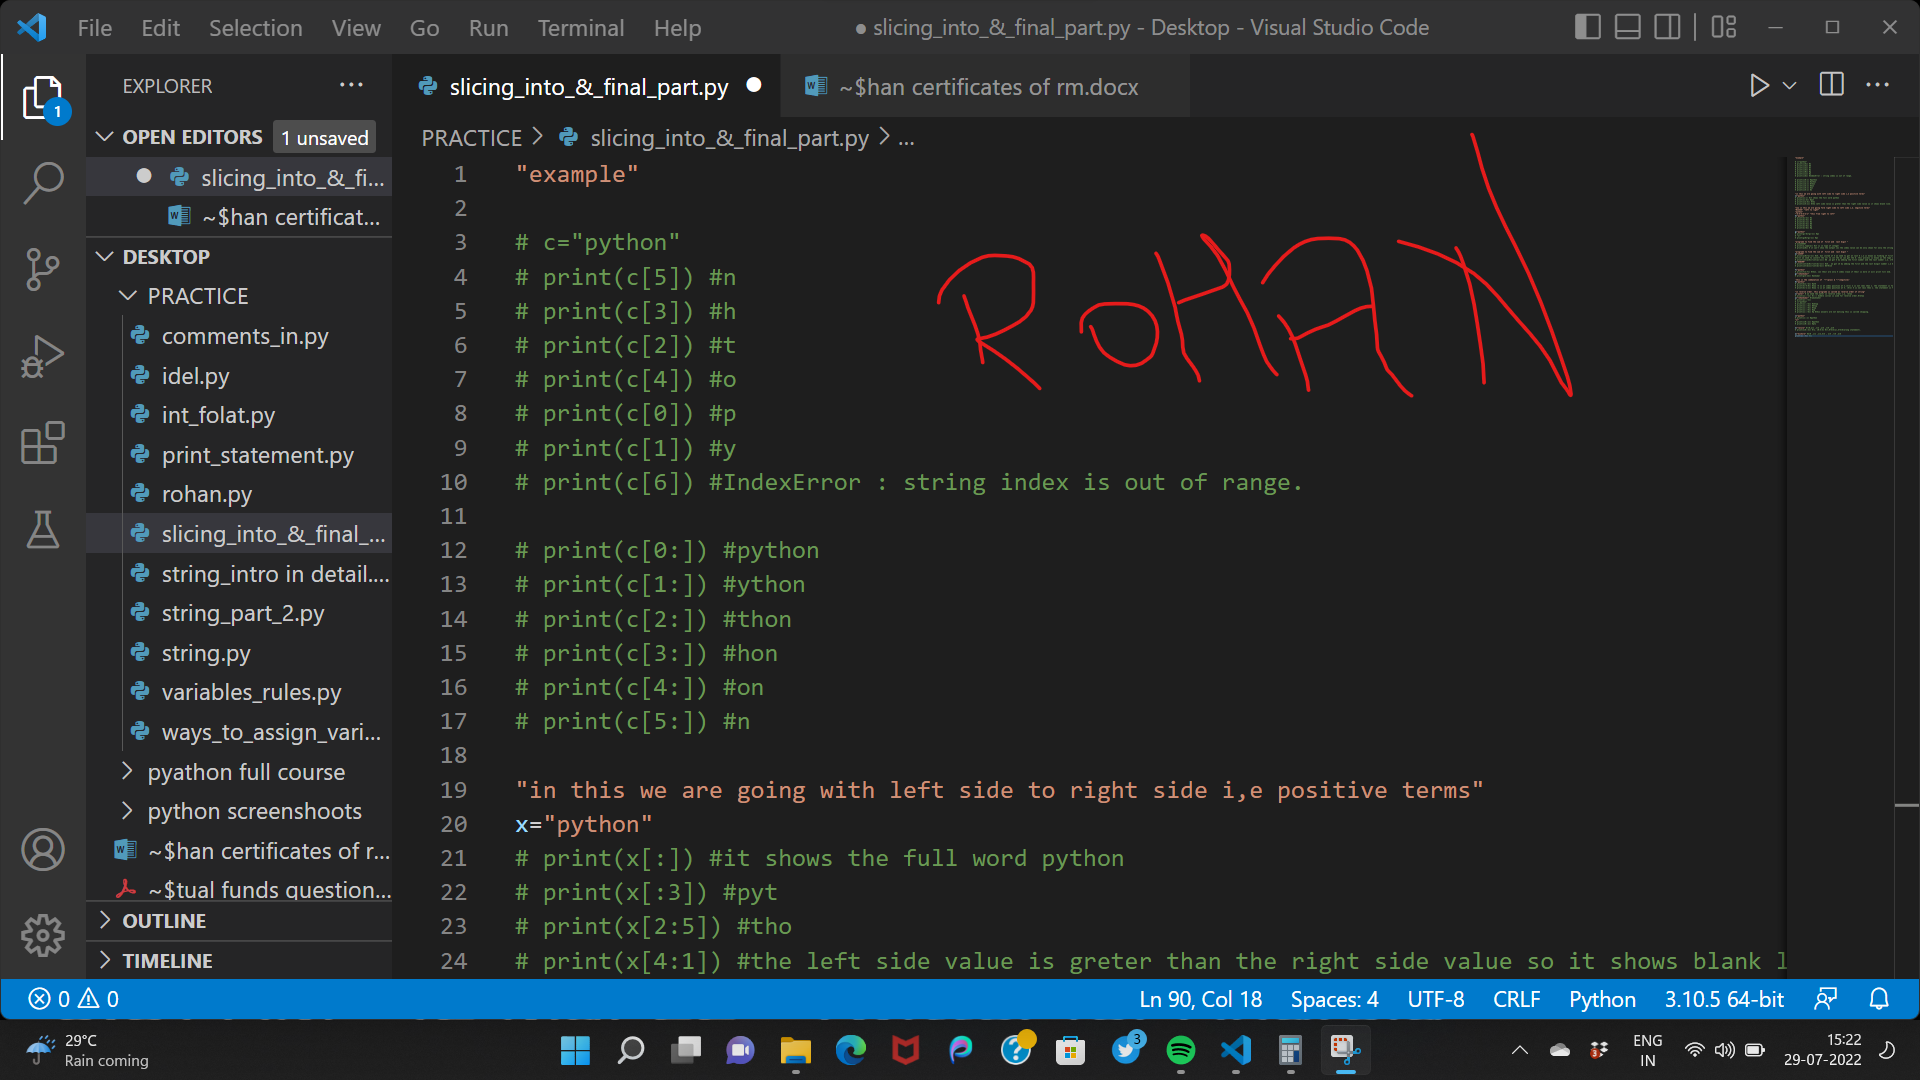 File Edit Selection View Go Run Terminal Help
● slicing_into_&_final_part.py - Desktop - Visual Studio Code
EXPLORER
1
OPEN EDITORS 1 unsaved
slicing_into_&_fi...
~$han certificat...
DESKTOP
PRACTICE
comments_in.py
idel.py
int_folat.py
print_statement.py
rohan.py
slicing_into_&_final_...
string_intro in detail....
string_part_2.py
string.py
variables_rules.py
ways_to_assign_vari...
pyathon full course
python screenshoots
~$han certificates of r...
~$tual funds question...
OUTLINE
TIMELINE
slicing_into_&_final_part.py
~$han certificates of rm.docx
PRACTICE > slicing_into_&_final_part.py > ...
ROHAN
1 "example"
2
3 # c="python"
4 # print(c[5]) #n
5 # print(c[3]) #h
6 # print(c[2]) #t
7 # print(c[4]) #o
8 # print(c[0]) #p
9 # print(c[1]) #y
10 # print(c[6]) #IndexError : string index is out of range.
11
12 # print(c[0:]) #python
13 # print(c[1:]) #ython
14 # print(c[2:]) #thon
15 # print(c[3:]) #hon
16 # print(c[4:]) #on
17 # print(c[5:]) #n
18
19 "in this we are going with left side to right side i,e positive terms"
20 x="python"
21 # print(x[:]) #it shows the full word python
22 # print(x[:3]) #pyt
23 # print(x[2:5]) #tho
24 # print(x[4:1]) #the left side value is greter than the right side value so it shows blank l
0 0
Ln 90, Col 18 Spaces: 4 UTF-8 CRLF Python 3.10.5 64-bit
29°C
Rain coming
3
ENG
IN
15:22
29-07-2022